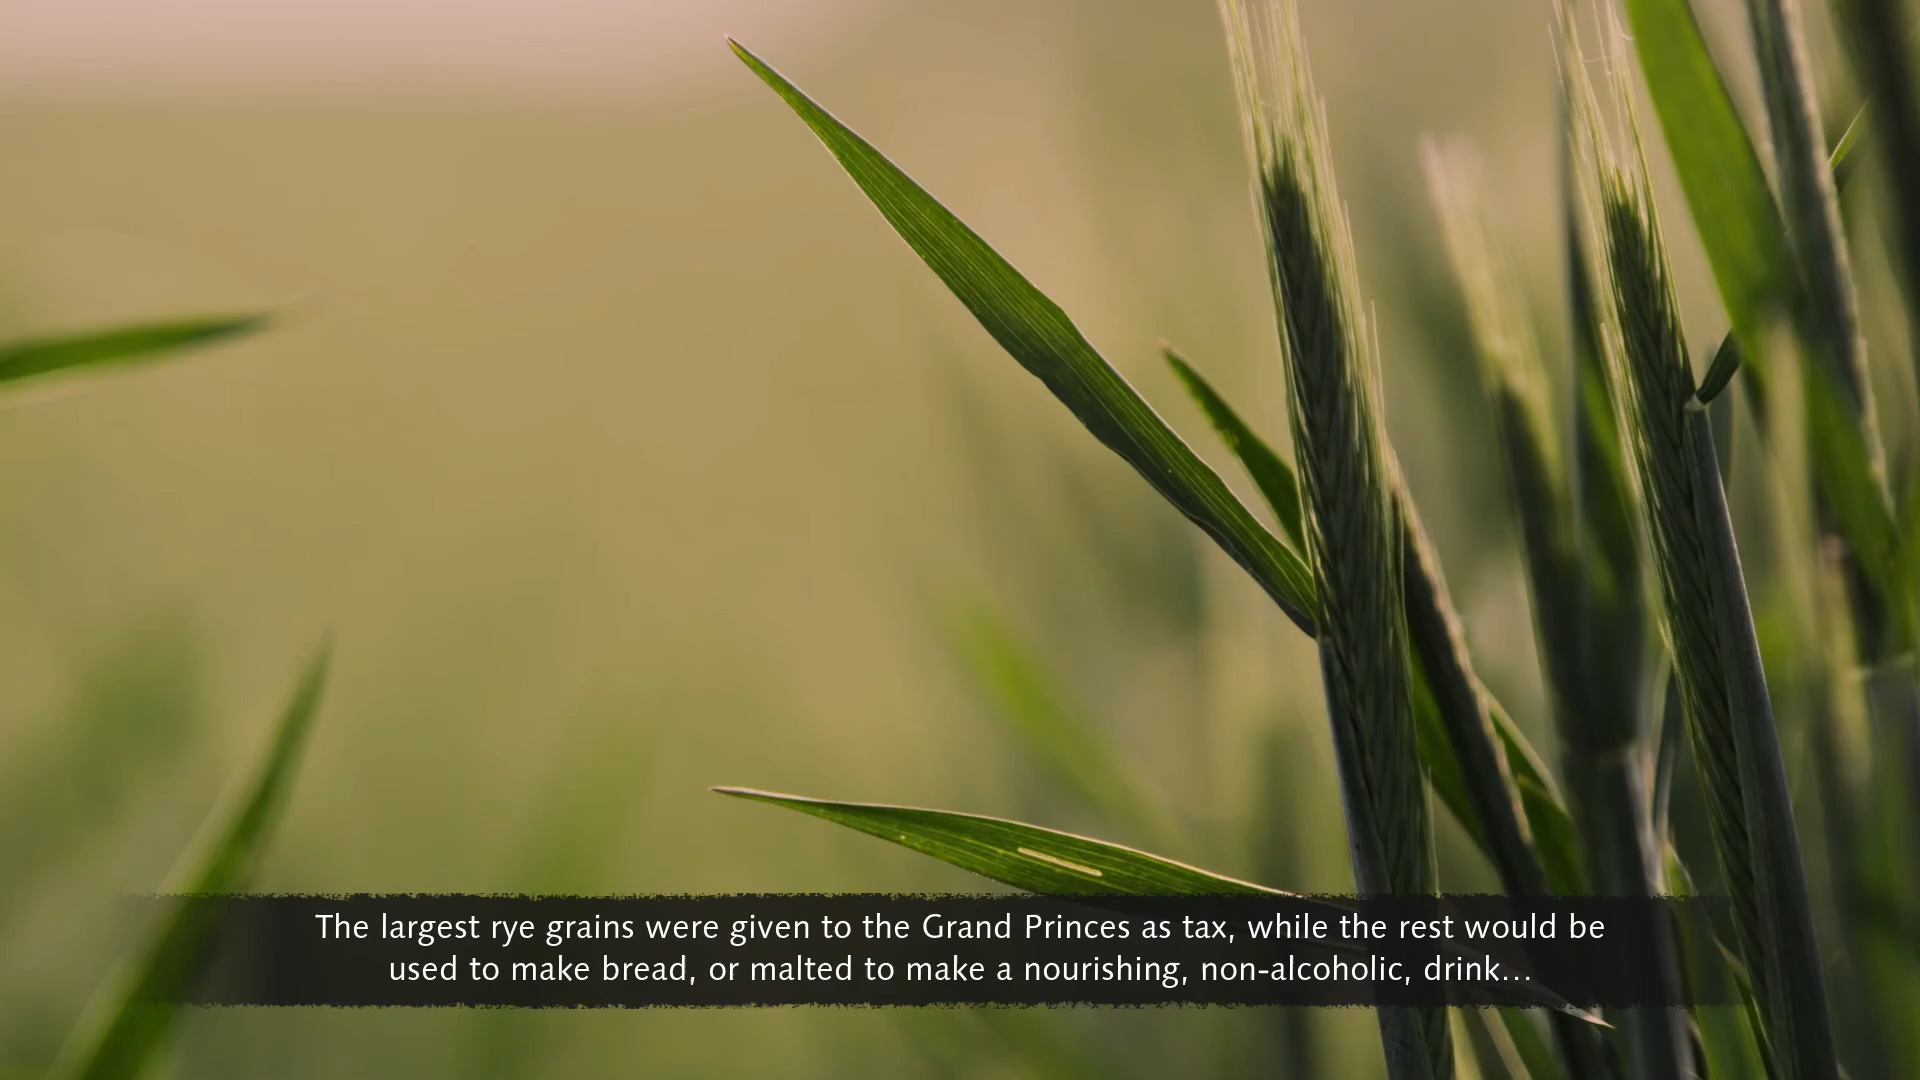 The largest rye grains were given to the Grand Princes as tax, while the rest would be
used to make bread, or malted to make a nourishing, non-alcoholic, drink...